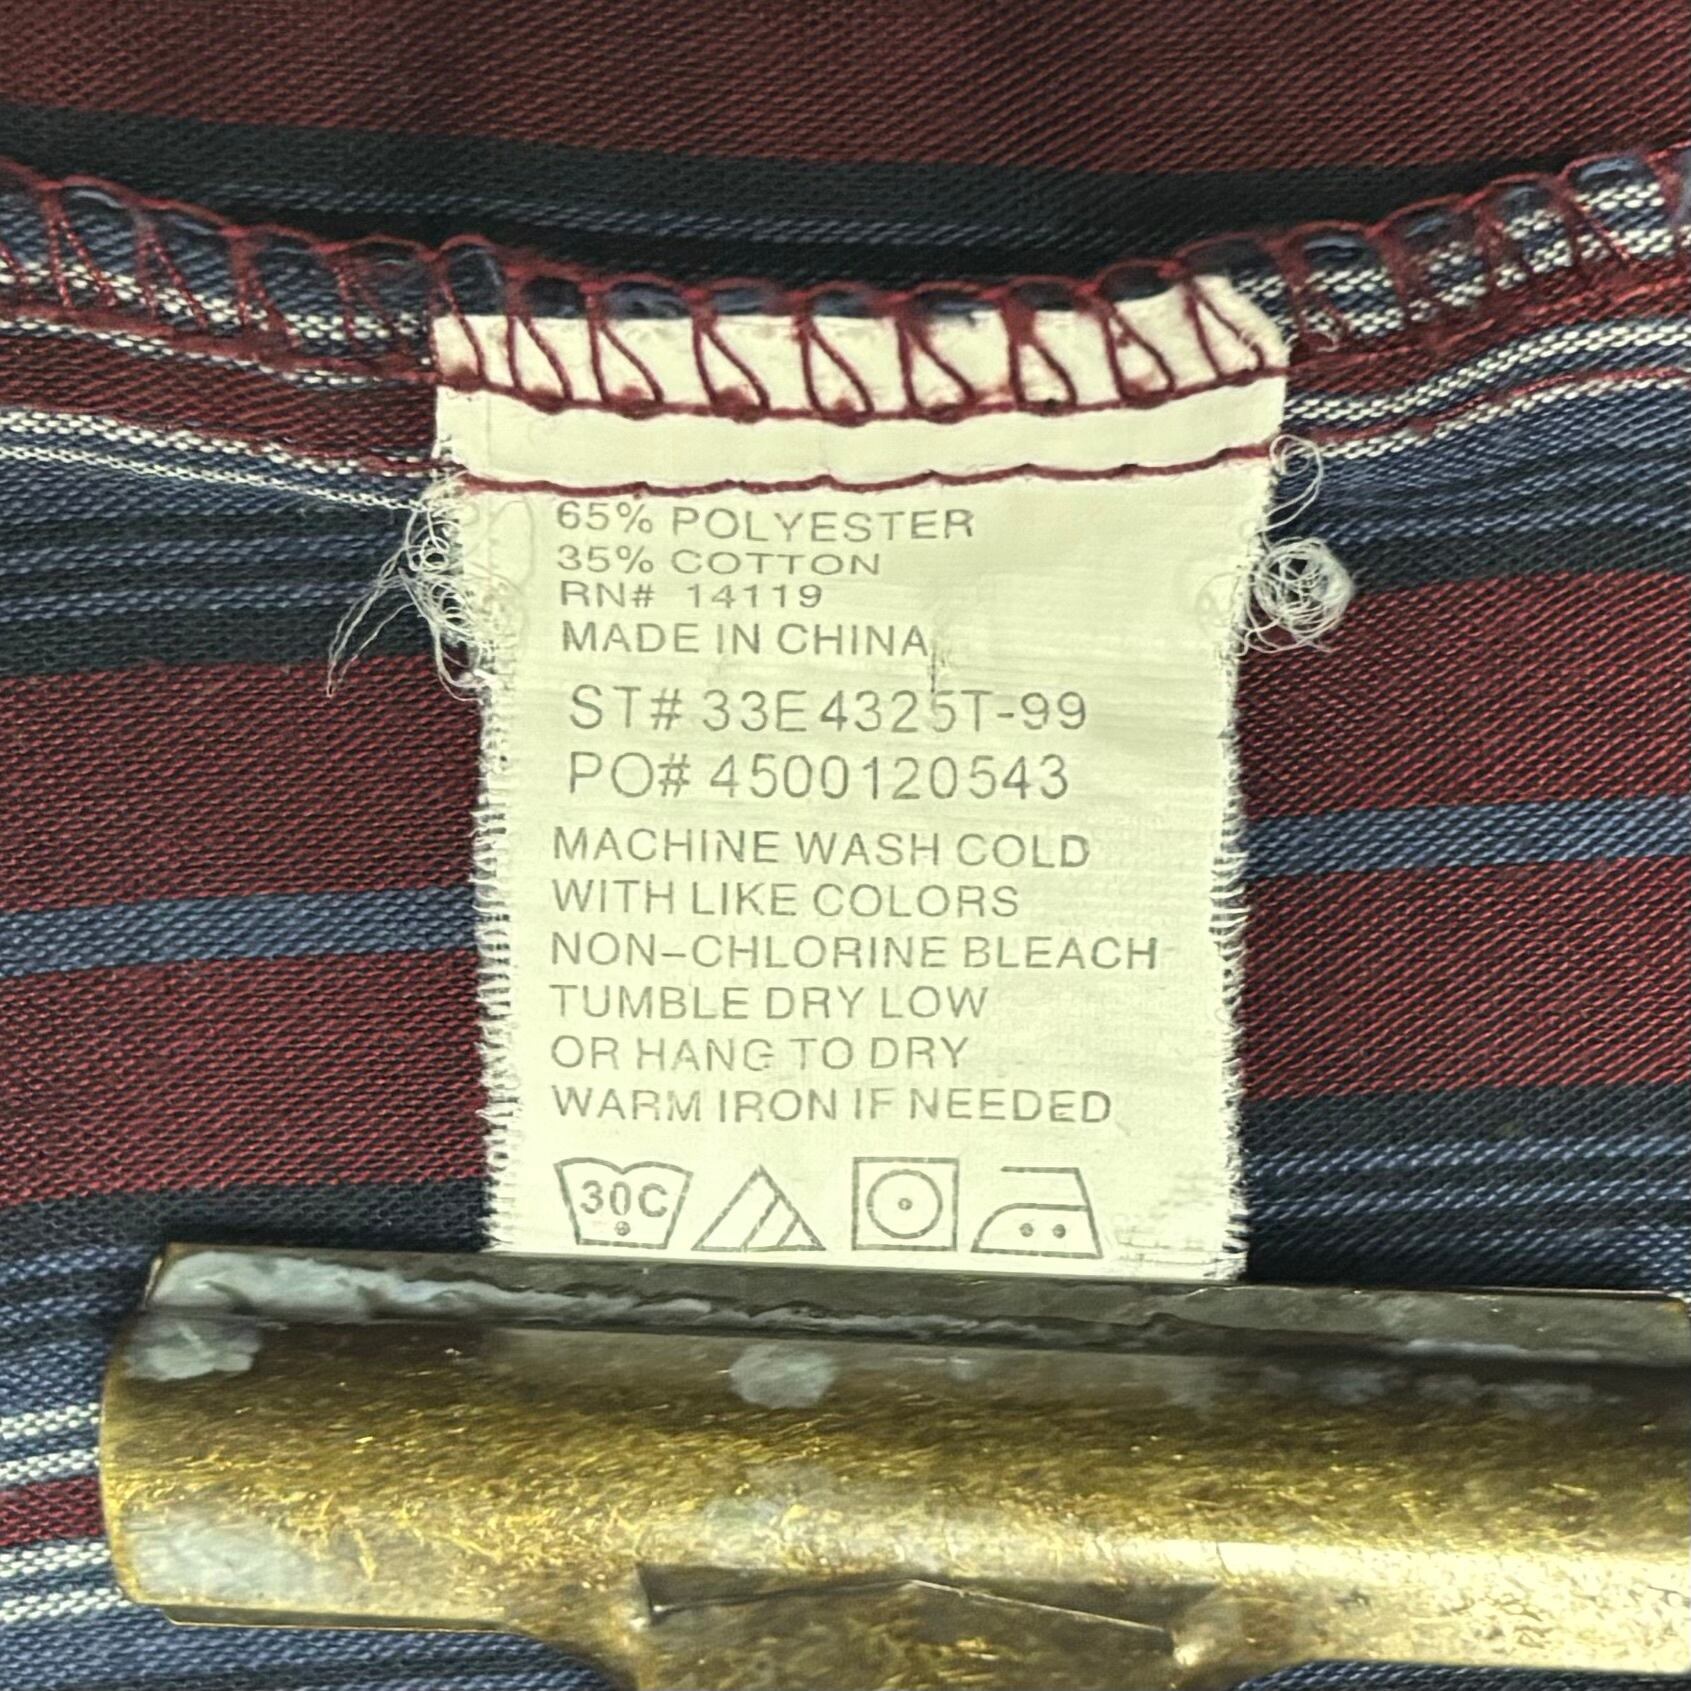 65% POLYESTER
35% COTTON
RN# 14119
MADE IN CHINA
ST# 33E4325T-99
PO# 4500120543
MACHINE WASH COLD
WITH LIKE COLORS
NON-CHLORINE BLEACH
TUMBLE DRY LOW
OR HANG TO DRY
WARM IRON IF NEEDED
30C